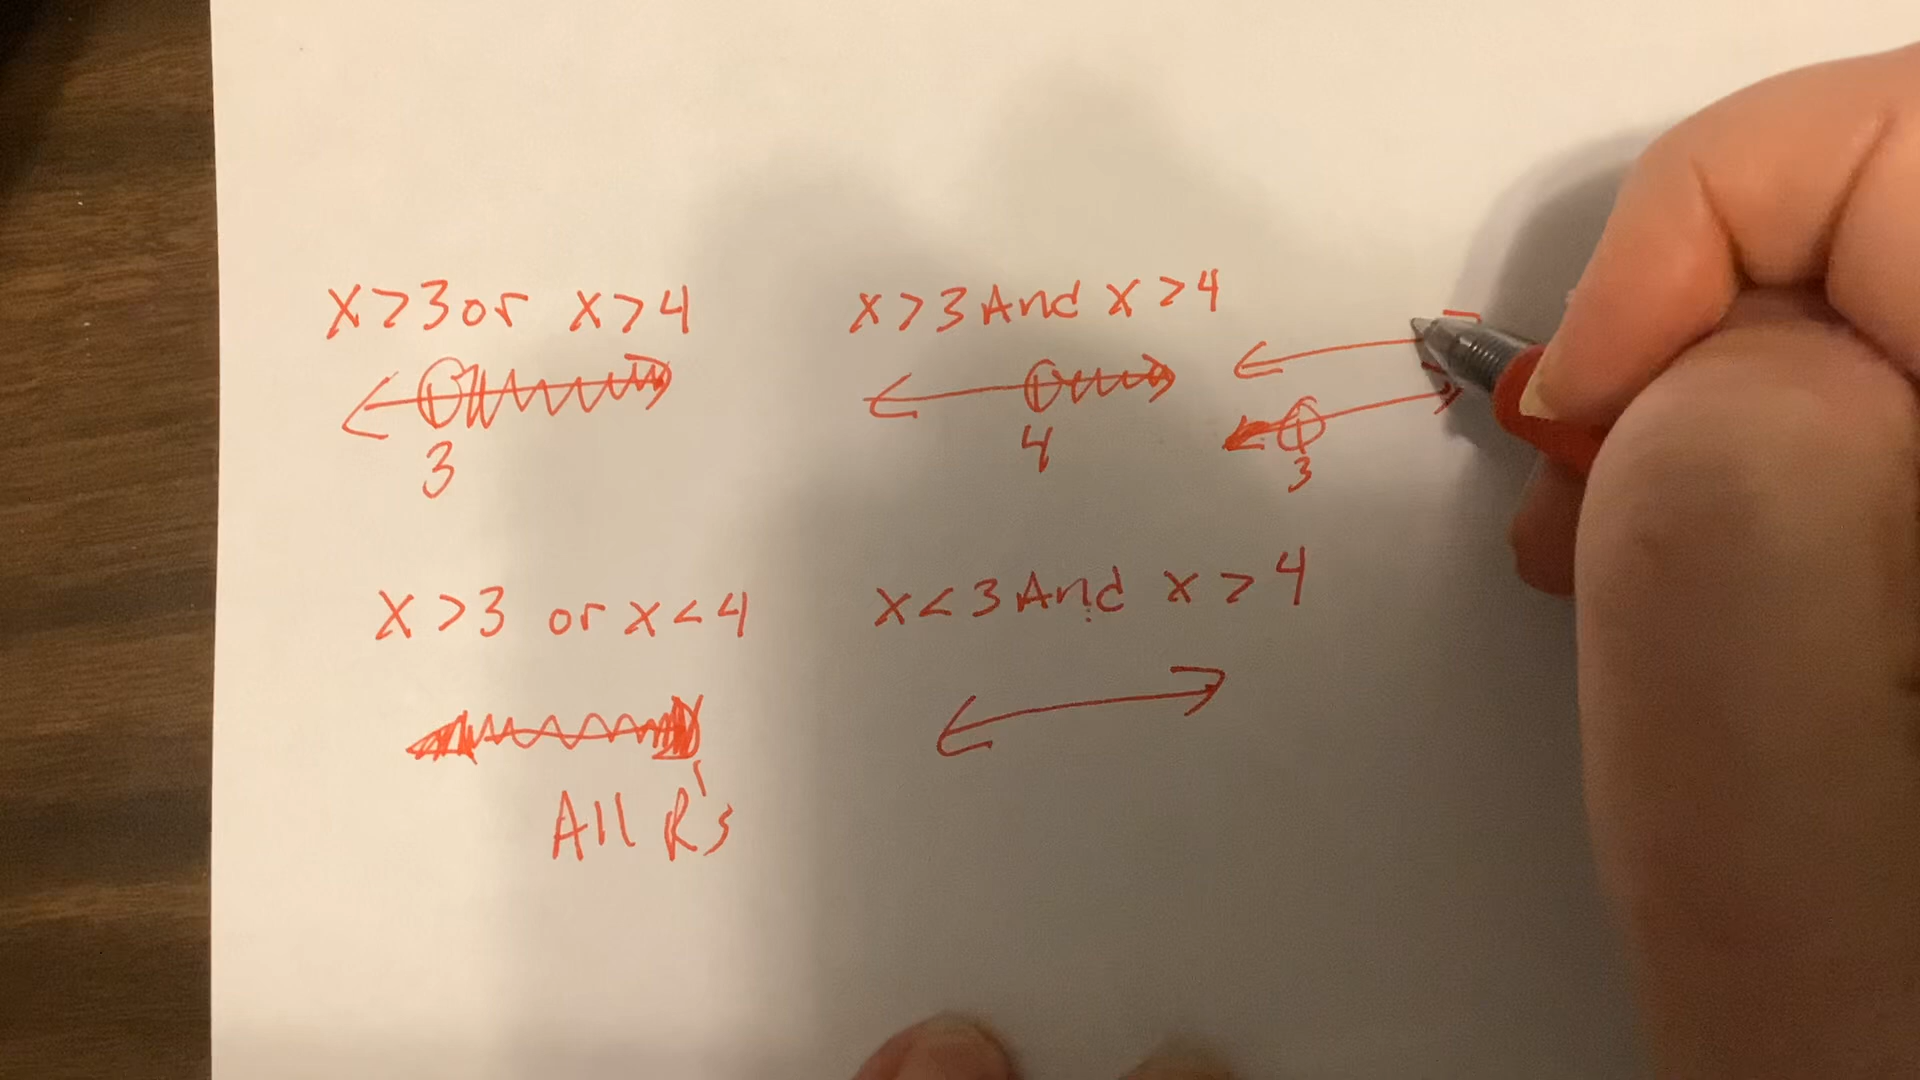 x>3 or x>4
3
x>3 And x>4
4
3
x>3 or x<4
All R's
x<3 And x>4